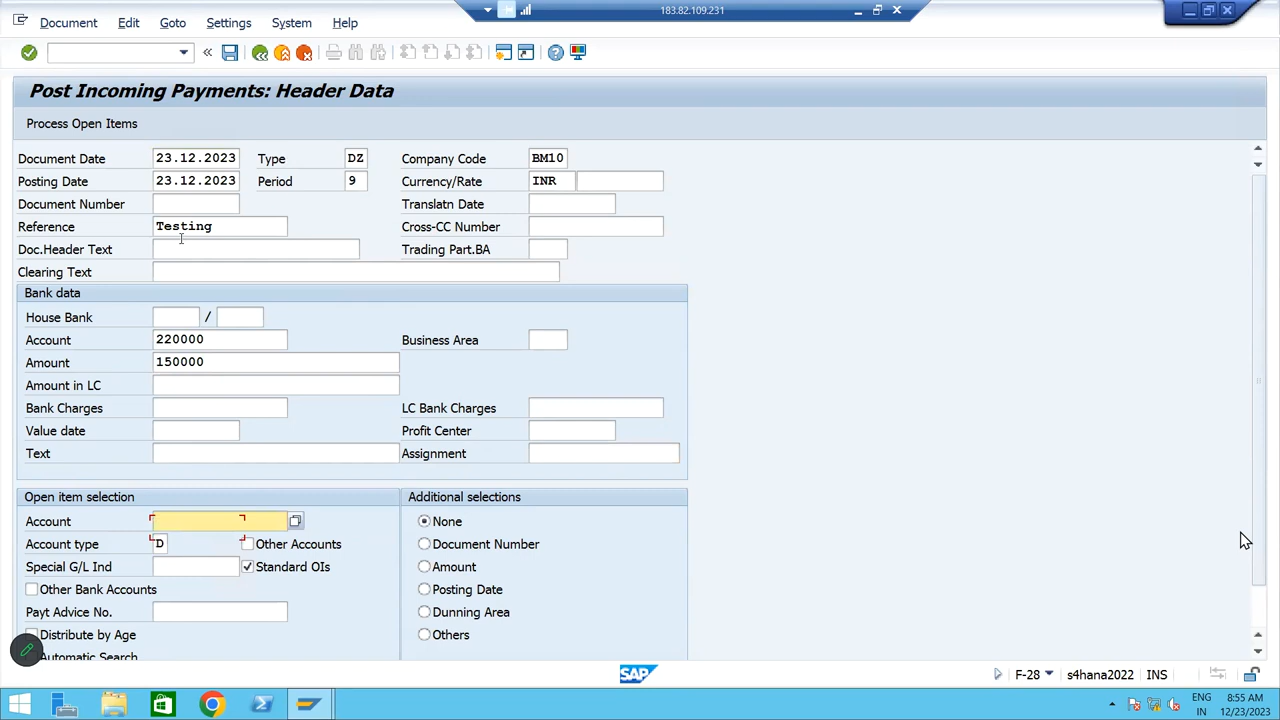 Document Edit Goto Settings System Help
183.82.109.231
Post Incoming Payments: Header Data
Process Open Items
Document Date 23.12.2023 Type DZ Company Code BM10
Posting Date 23.12.2023 Period 9 Currency/Rate INR
Document Number Translatn Date
Reference Testing Cross-CC Number
Doc.Header Text Trading Part.BA
Clearing Text
Bank data
House Bank /
Account 220000 Business Area
Amount 150000
Amount in LC
Bank Charges LC Bank Charges
Value date Profit Center
Text Assignment
Open item selection Additional selections
Account None
Account type D Other Accounts Document Number
Special G/L Ind Standard OIs Amount
Other Bank Accounts Posting Date
Payt Advice No. Dunning Area
Distribute by Age Others
Automatic Search
SAP F-28 s4hana2022 INS
ENG 8:55 AM
IN 12/23/2023